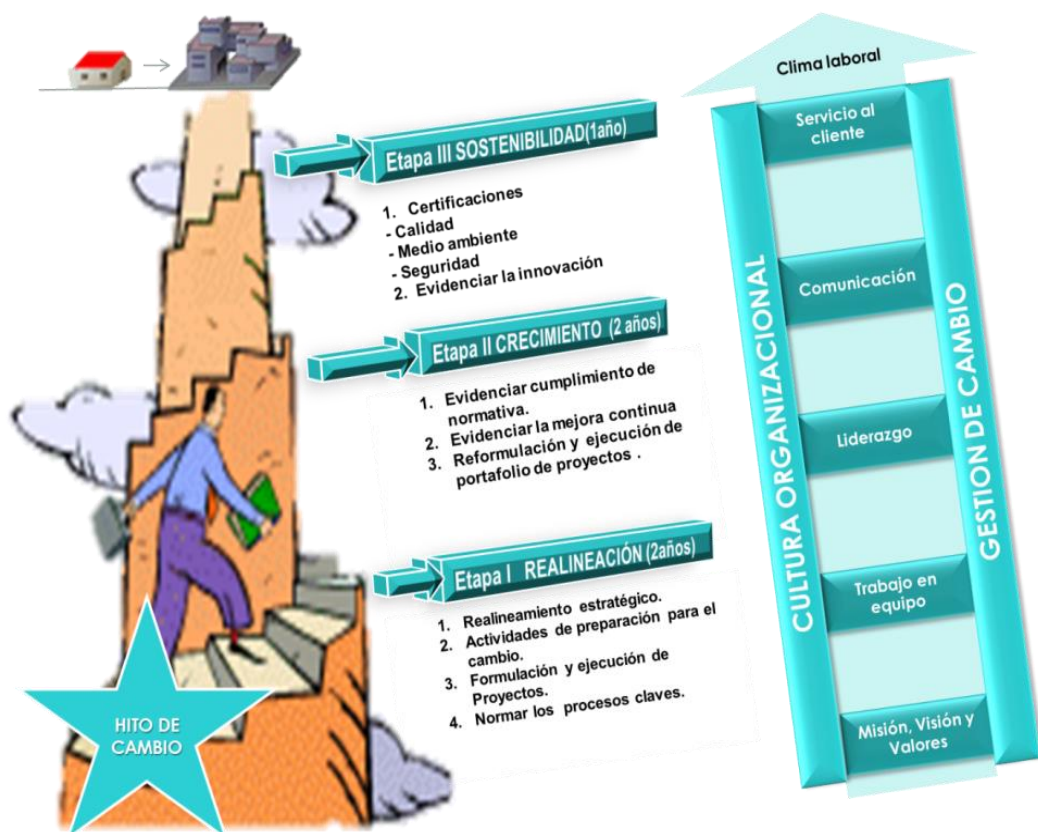 Etapa III SOSTENIBILIDAD(1año)
1. Certificaciones
- Calidad
- Medio ambiente
- Seguridad
2. Evidenciar la innovación
Etapa II CRECIMIENTO (2 años)
1. Evidenciar cumplimiento de
normativa.
2. Evidenciar la mejora continua
3. Reformulación y ejecución de
portafolio de proyectos .
Etapa I REALINEACIÓN (2años)
1. Realineamiento estratégico.
2. Actividades de preparación para el
cambio.
3. Formulación y ejecución de
Proyectos.
4. Normar los procesos claves.
HITO DE
CAMBIO
Clima laboral
CULTURA ORGANIZACIONAL
Servicio al
cliente
Comunicación
Liderazgo
Trabajo en
equipo
Misión, Visión y
Valores
GESTION DE CAMBIO